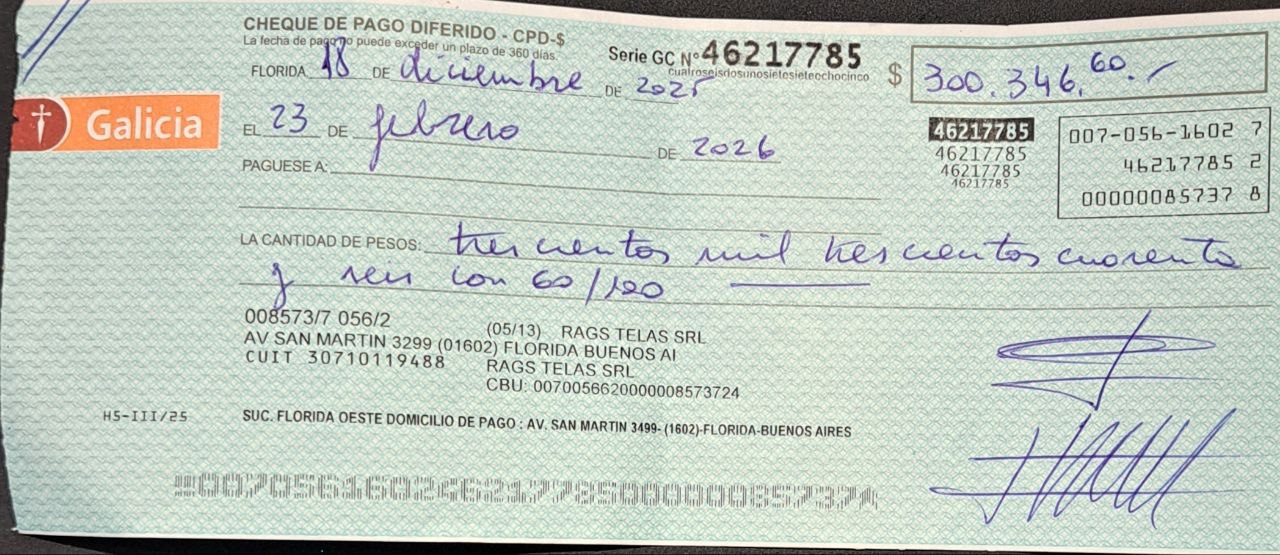 CHEQUE DE PAGO DIFERIDO - CPD-$
La fecha de pago no puede exceder un plazo de 360 días.
Serie GC Nº 46217785
cuatroseisdosunosietesieteochocinco
$ 300.346,60.-/
FLORIDA 18 DE diciembre DE 2025
Galicia
EL 23 DE febrero DE 2026
46217785
46217785
46217785
46217785
007-056-1602 7
46217785 2
00000085737 8
PAGUESE A:
LA CANTIDAD DE PESOS: trescientos mil trescientos cuarenta
y seis con 60/100
008573/7 056/2 (05/13) RAGS TELAS SRL
AV SAN MARTIN 3299 (01602) FLORIDA BUENOS AI
CUIT 30710119488 RAGS TELAS SRL
CBU: 0070056620000008573724
H5-III/25
SUC. FLORIDA OESTE DOMICILIO DE PAGO : AV. SAN MARTIN 3499- (1602)-FLORIDA-BUENOS AIRES